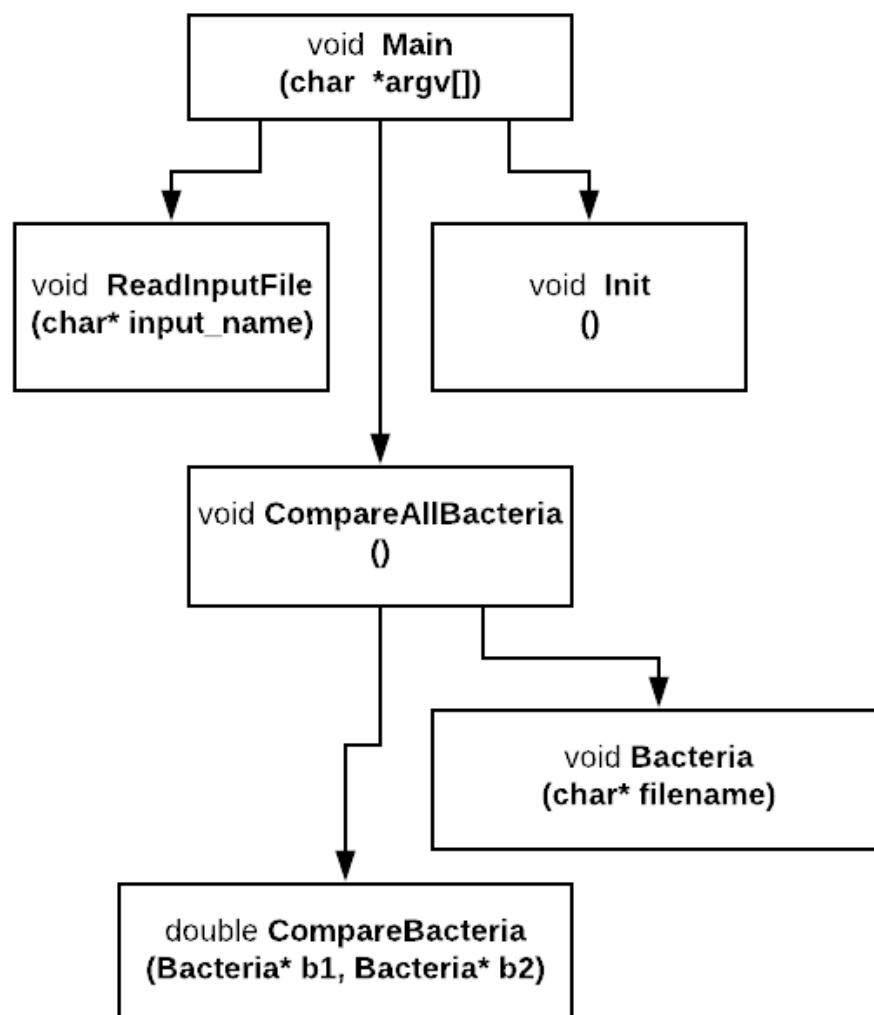 void Main
(char *argv[])
void ReadInputFile
(char* input_name)
void Init
()
void CompareAllBacteria
()
void Bacteria
(char* filename)
double CompareBacteria
(Bacteria* b1, Bacteria* b2)